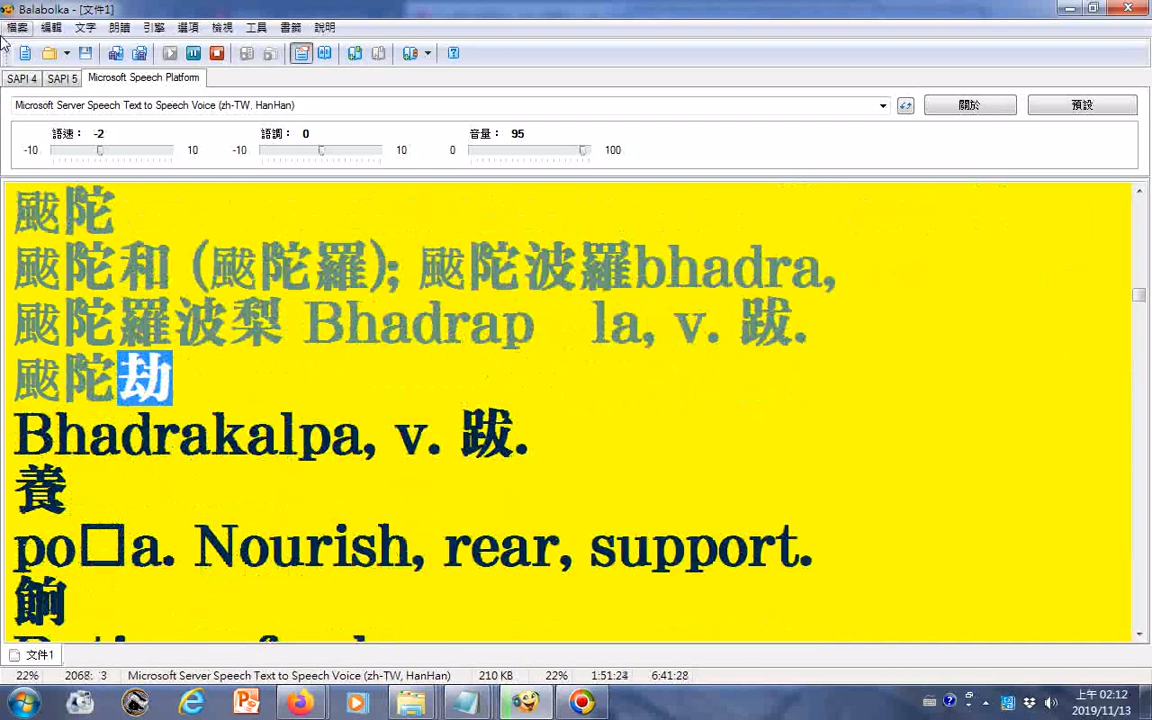 Balabolka - [文件1]
檔案 編輯 文字 朗讀 引擎 選項 檢視 工具 書籤 說明
SAPI 4 SAPI 5 Microsoft Speech Platform
Microsoft Server Speech Text to Speech Voice (zh-TW, HanHan) 關於 預設
語速： -2 語調： 0 音量： 95
-10 10 -10 10 0 100
颰陀
颰陀和 (颰陀羅); 颰陀波羅bhadra,
颰陀羅波梨 Bhadrap la, v. 跋.
颰陀劫
Bhadrakalpa, v. 跋.
養
po□a. Nourish, rear, support.
餉
文件1
22% 2068: 3 Microsoft Server Speech Text to Speech Voice (zh-TW, HanHan) 210 KB 22% 1:51:24 6:41:28
上午 02:12
2019/11/13